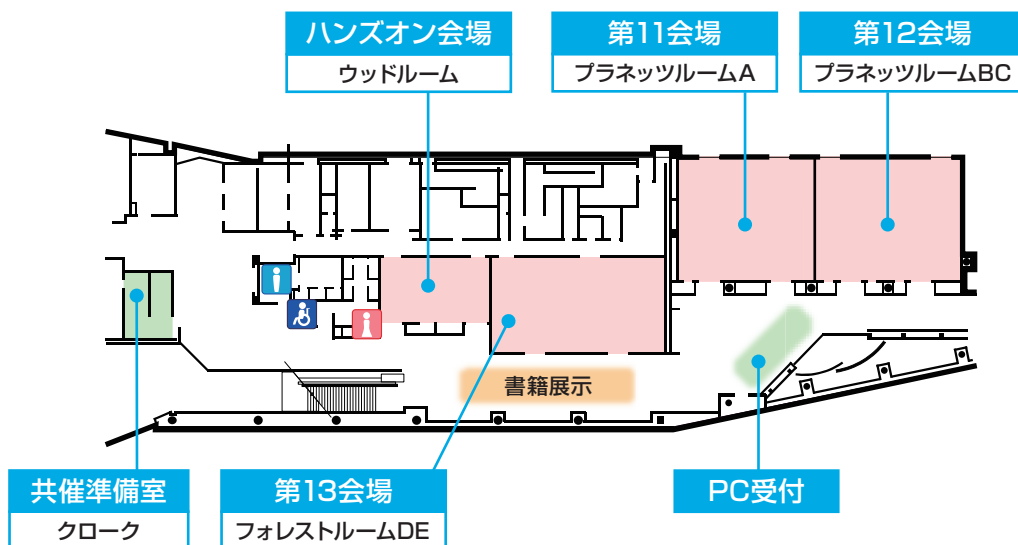 ハンズオン会場
ウッドルーム
第11会場
プラネッツルームA
第12会場
プラネッツルームBC
書籍展示
共催準備室
クローク
第13会場
フォレストルームDE
PC受付